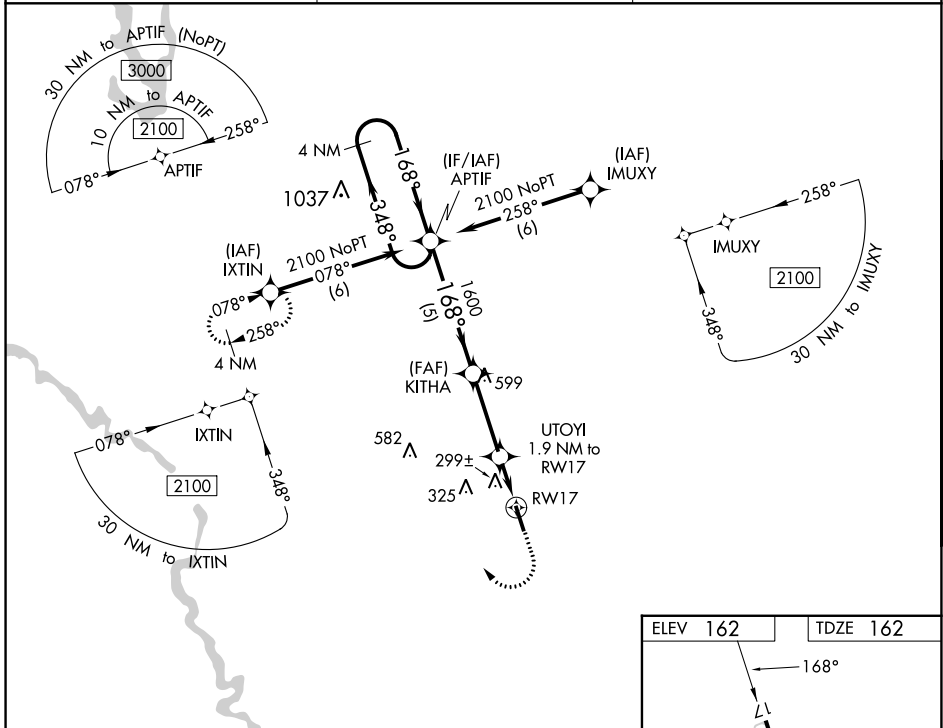 30 NM to APTIF (NoPT)
3000
10 NM to APTIF
2100
258°
078°
APTIF
4 NM
168°
(IF/IAF)
APTIF
(IAF)
IMUXY
1037
348°
2100 NoPT
258°
(6)
258°
IMUXY
2100
348°
30 NM to IMUXY
(IAF)
IXTIN
2100 NoPT
078°
(6)
078°
258°
4 NM
1600
168°
(5)
(FAF)
KITHA
599
078°
IXTIN
348°
2100
30 NM to IXTIN
582
299±
325
UTOYI
1.9 NM to
RW17
RW17
ELEV 162
TDZE 162
168°
17